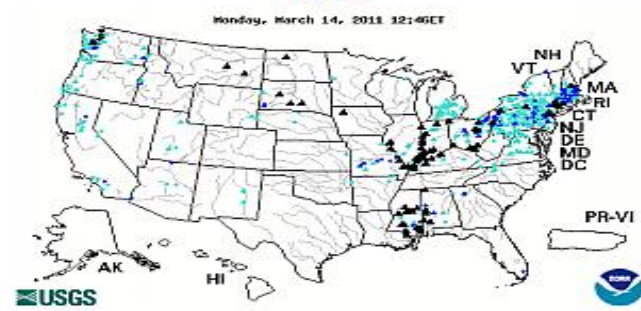 Monday, March 14, 2011 12:46ET
NH
VT
MA
RI
CT
NJ
DE
MD
DC
PR-VI
AK
HI
USGS
NOAA